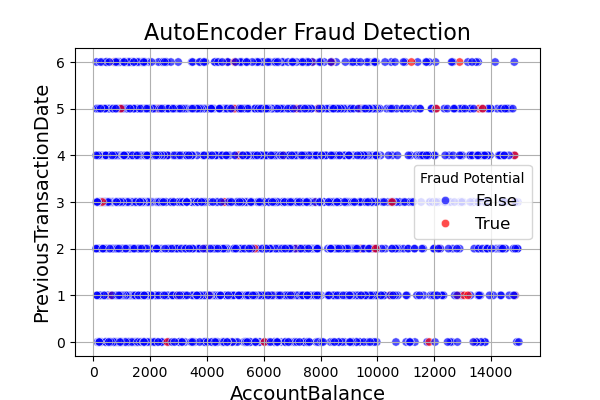 AutoEncoder Fraud Detection
PreviousTransactionDate
6
5
4
3
2
1
0
Fraud Potential
False
True
0 2000 4000 6000 8000 10000 12000 14000
AccountBalance